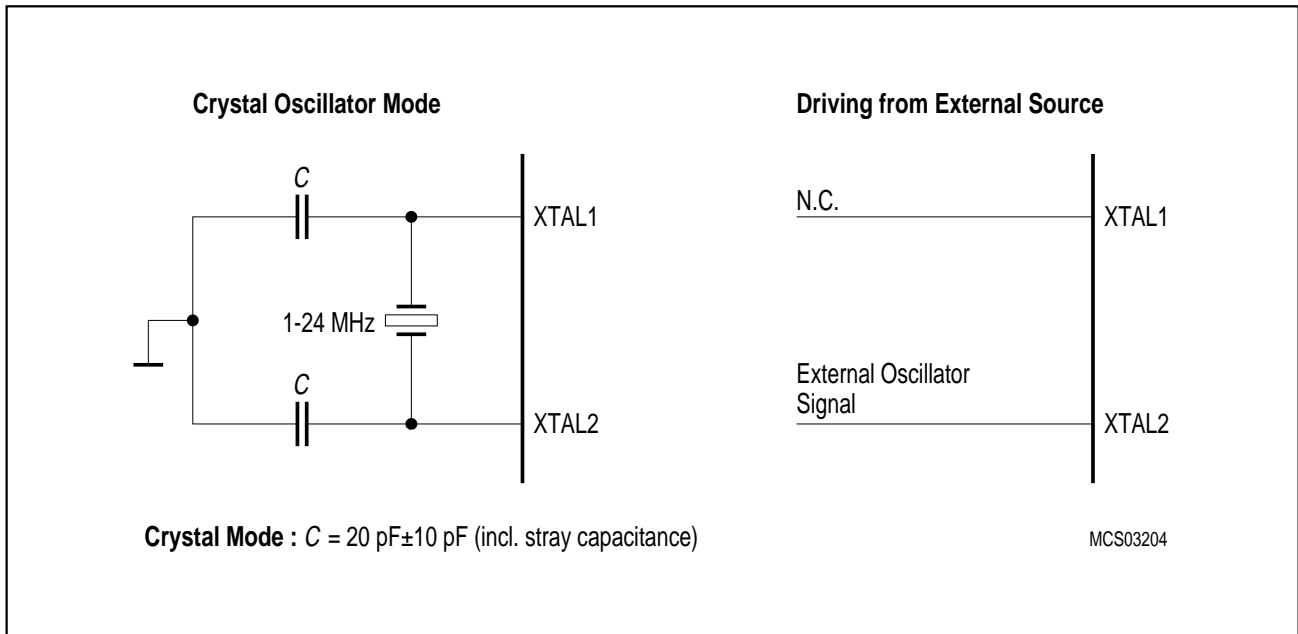 Crystal Oscillator Mode
Driving from External Source
C
XTAL1
N.C.
XTAL1
1-24 MHz
C
XTAL2
External Oscillator
Signal
XTAL2
Crystal Mode : C = 20 pF±10 pF (incl. stray capacitance)
MCS03204